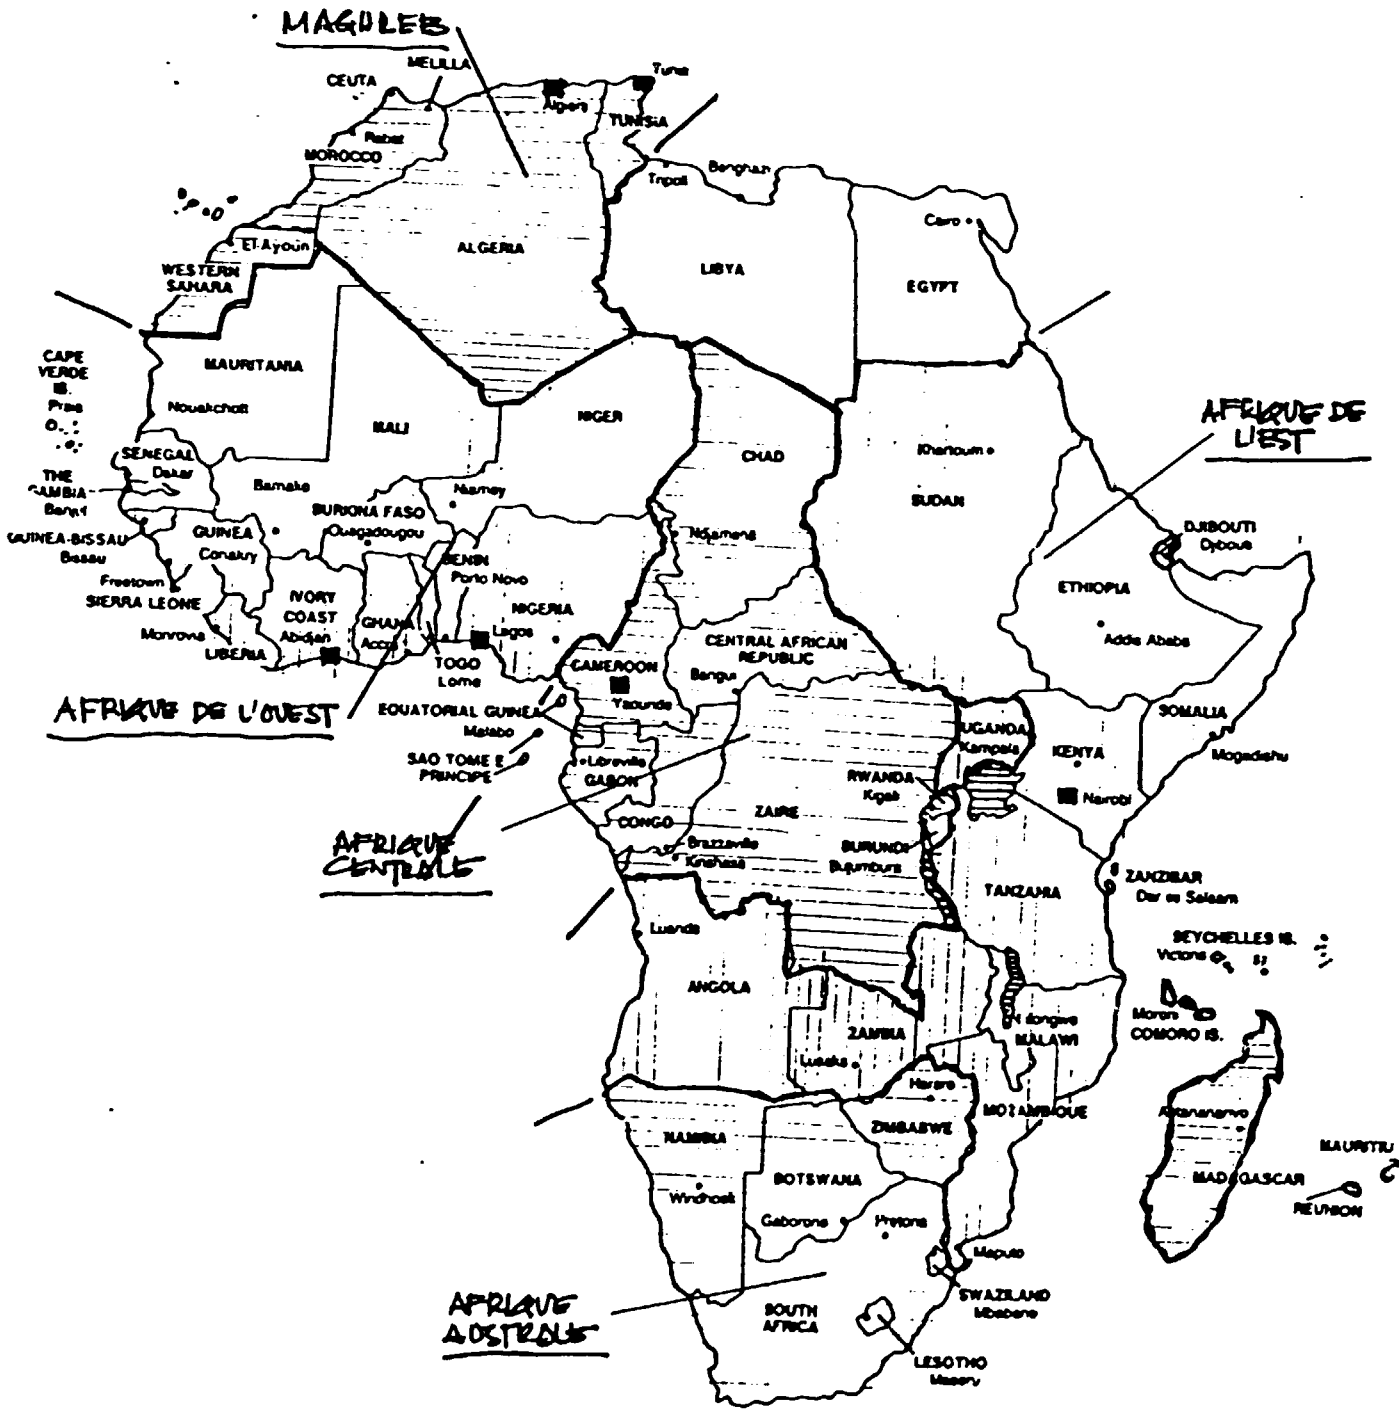 MAGHREB
MELILLA
CEUTA
Tunis
Algiers
TUNISIA
Rabat
MOROCCO
Tripoli
Benghazi
Cairo
El Ayoun
ALGERIA
WESTERN
SAHARA
LIBYA
EGYPT
CAPE
VERDE
IS.
Praia
MAURITANIA
Nouakchott
MALI
NIGER
CHAD
Khartoum
SUDAN
AFRIQUE DE
L'EST
SENEGAL
Dakar
THE
GAMBIA
Banjul
Bamako
Niamey
BURKINA FASO
Ouagadougou
GUINEA-BISSAU
Bissau
GUINEA
Conakry
Ndjamena
DJIBOUTI
Djibouti
BENIN
Porto Novo
Freetown
SIERRA LEONE
IVORY
COAST
Abidjan
GHANA
Accra
NIGERIA
Lagos
ETHIOPIA
Addis Ababa
Monrovia
LIBERIA
TOGO
Lome
CENTRAL AFRICAN
REPUBLIC
Bangui
CAMEROON
Yaounde
AFRIQUE DE L'OUEST
EQUATORIAL GUINEA
Malabo
SAO TOME E
PRINCIPE
Libreville
GABON
UGANDA
Kampala
KENYA
Nairobi
SOMALIA
Mogadishu
RWANDA
Kigali
CONGO
ZAIRE
AFRIQUE
CENTRALE
Brazzaville
Kinshasa
BURUNDI
Bujumbura
TANZANIA
ZANZIBAR
Dar es Salaam
Luanda
SEYCHELLES IS.
Victoria
ANGOLA
ZAMBIA
Lusaka
Lilongwe
MALAWI
Moroni
COMORO IS.
Harare
ZIMBABWE
MOZAMBIQUE
Antananarivo
NAMIBIA
Windhoek
BOTSWANA
Gaborone
Pretoria
MADAGASCAR
MAURITIU
REUNION
Maputo
SWAZILAND
Mbabane
AFRIQUE
AUSTRALE
SOUTH
AFRICA
LESOTHO
Maseru